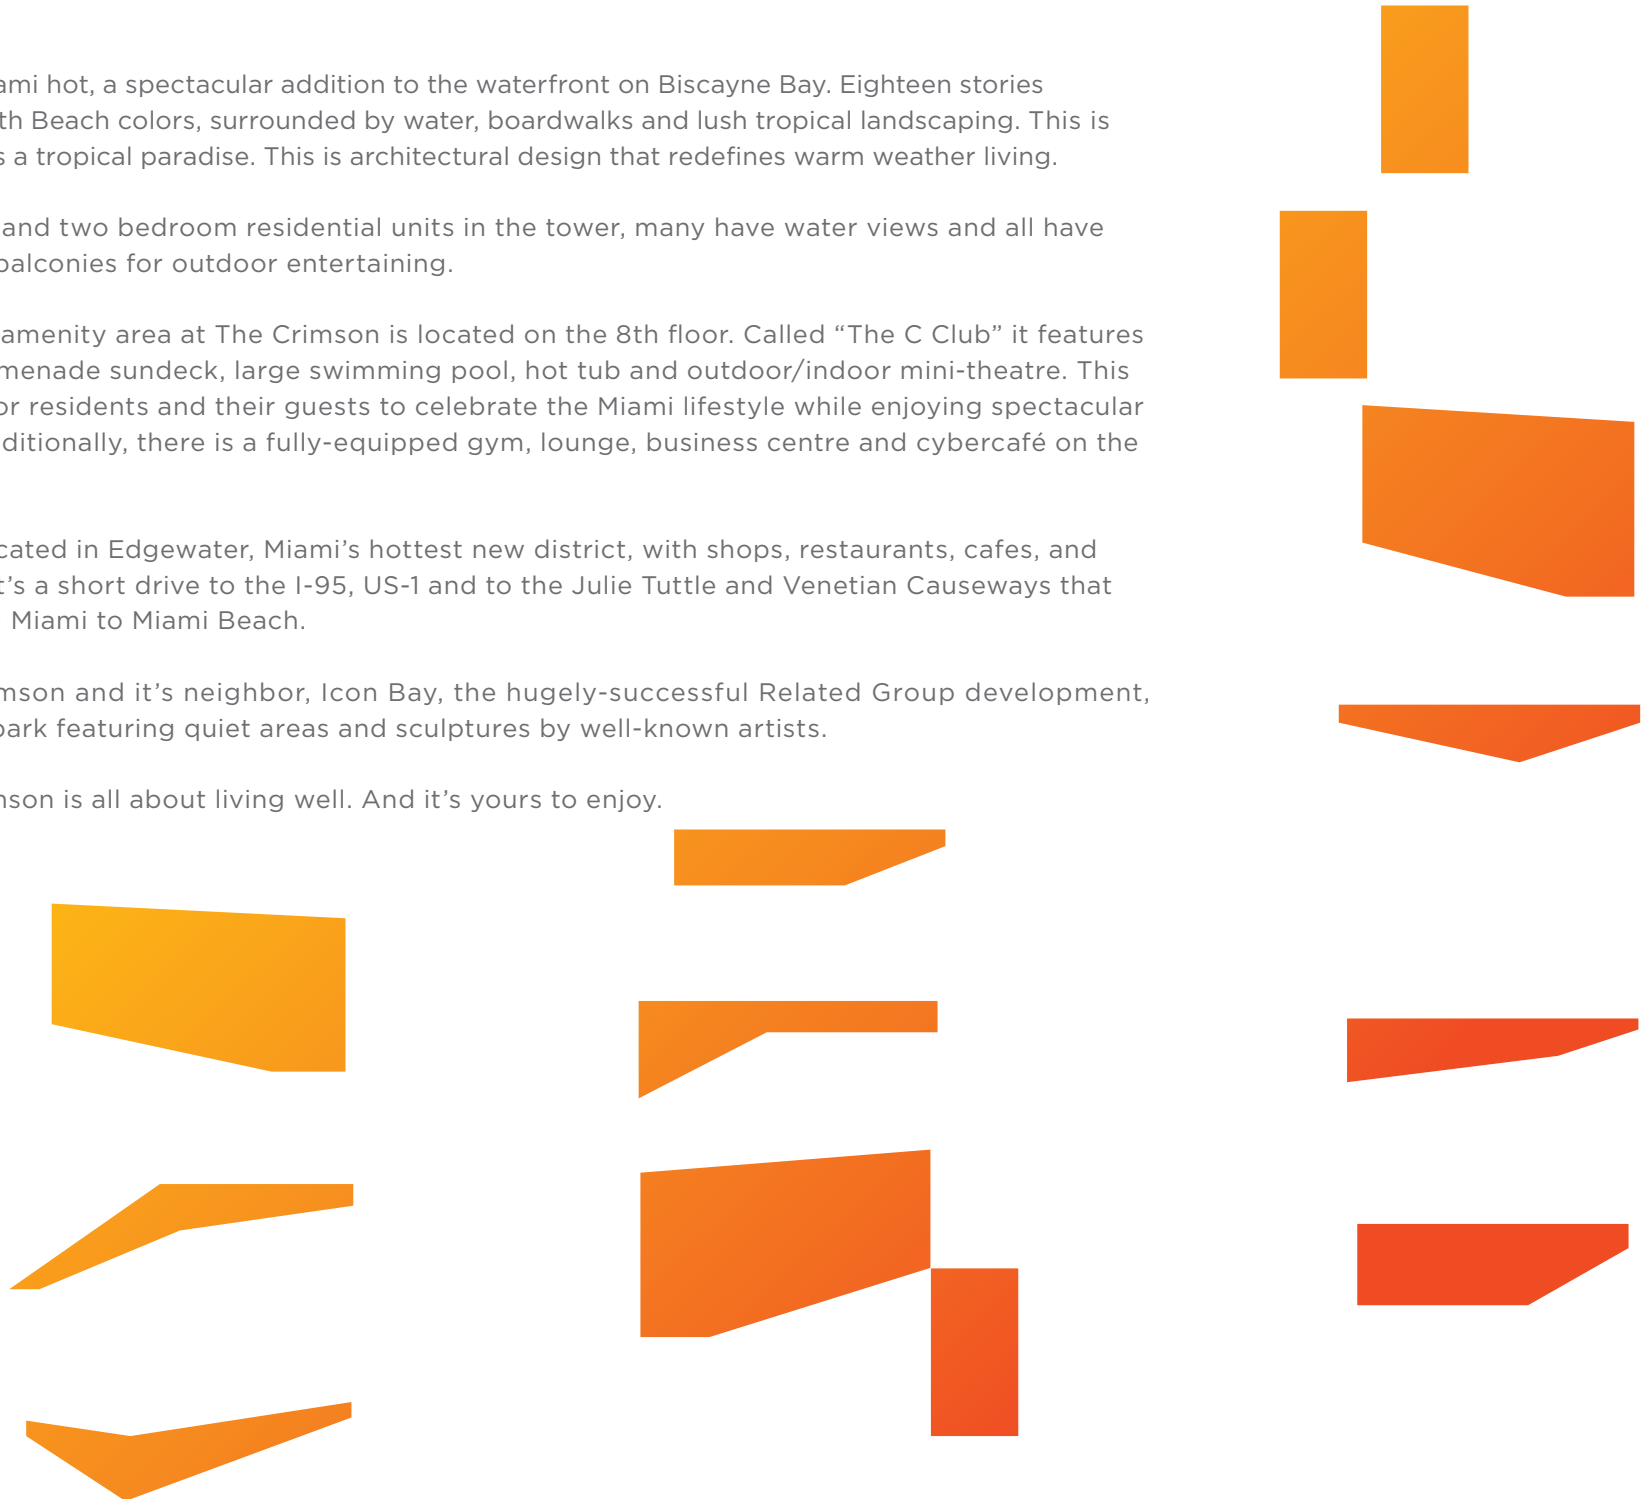 ami hot, a spectacular addition to the waterfront on Biscayne Bay. Eighteen stories
th Beach colors, surrounded by water, boardwalks and lush tropical landscaping. This is
s a tropical paradise. This is architectural design that redefines warm weather living.
and two bedroom residential units in the tower, many have water views and all have
balconies for outdoor entertaining.
amenity area at The Crimson is located on the 8th floor. Called “The C Club” it features
menade sundeck, large swimming pool, hot tub and outdoor/indoor mini-theatre. This
or residents and their guests to celebrate the Miami lifestyle while enjoying spectacular
ditionally, there is a fully-equipped gym, lounge, business centre and cybercafé on the
cated in Edgewater, Miami’s hottest new district, with shops, restaurants, cafes, and
t’s a short drive to the I-95, US-1 and to the Julie Tuttle and Venetian Causeways that
Miami to Miami Beach.
mson and it’s neighbor, Icon Bay, the hugely-successful Related Group development,
park featuring quiet areas and sculptures by well-known artists.
nson is all about living well. And it’s yours to enjoy.